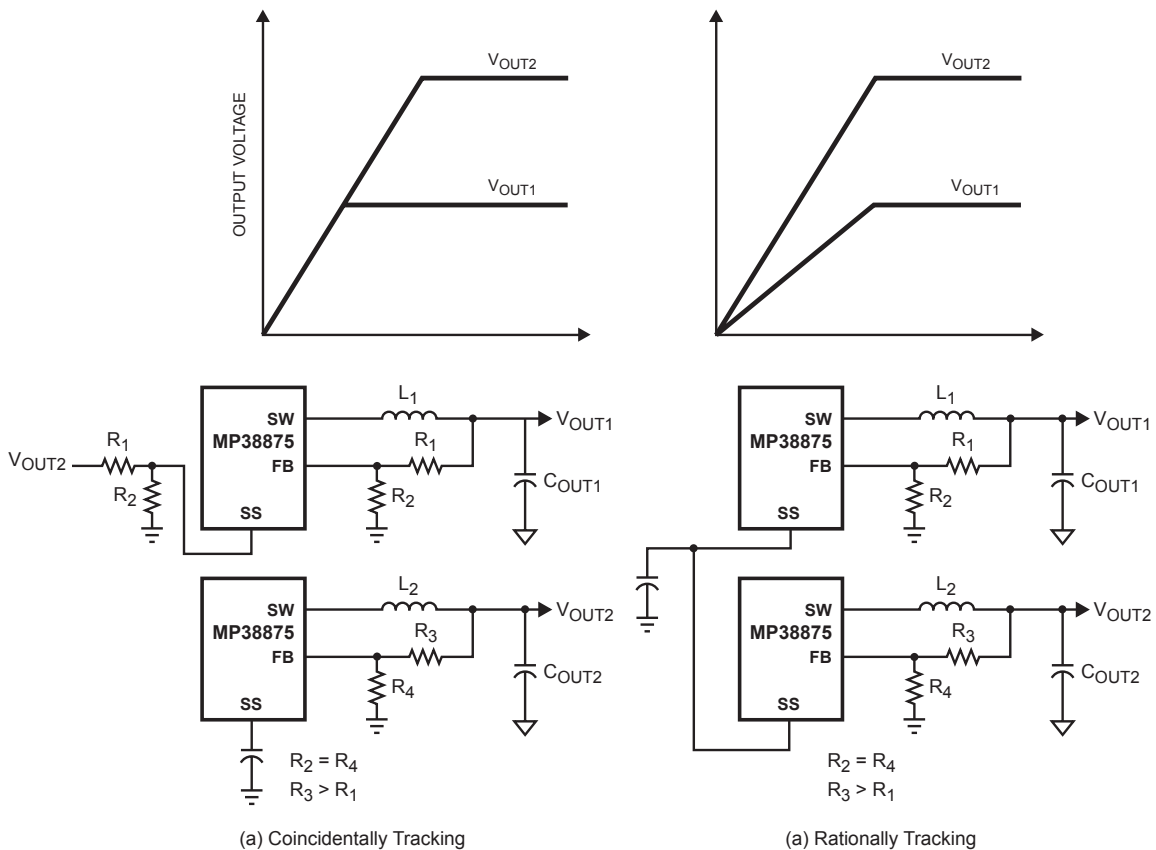 OUTPUT VOLTAGE
VOUT2
VOUT1
VOUT2
R1
R2
SW
MP38875
FB
SS
L1
R1
R2
VOUT1
COUT1
SW
MP38875
FB
SS
L2
R3
R4
VOUT2
COUT2
R2 = R4
R3 > R1
(a) Coincidentally Tracking
VOUT2
VOUT1
SW
MP38875
FB
SS
L1
R1
R2
VOUT1
COUT1
SW
MP38875
FB
SS
L2
R3
R4
VOUT2
COUT2
R2 = R4
R3 > R1
(a) Rationally Tracking